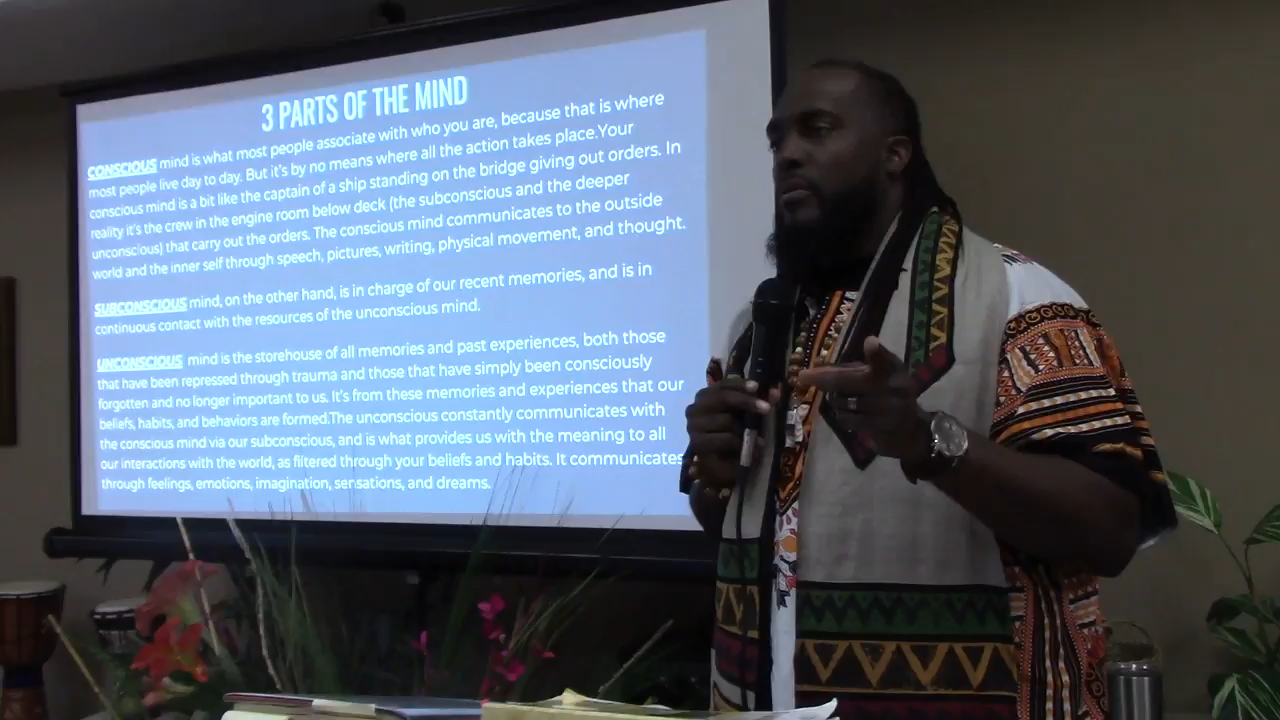 3 PARTS OF THE MIND
CONSCIOUS mind is what most people associate with who you are, because that is where
most people live day to day. But it's by no means where all the action takes place.Your
conscious mind is a bit like the captain of a ship standing on the bridge giving out orders. In
reality it's the crew in the engine room below deck (the subconscious and the deeper
unconscious) that carry out the orders. The conscious mind communicates to the outside
world and the inner self through speech, pictures, writing, physical movement, and thought.
SUBCONSCIOUS mind, on the other hand, is in charge of our recent memories, and is in
continuous contact with the resources of the unconscious mind.
UNCONSCIOUS mind is the storehouse of all memories and past experiences, both those
that have been repressed through trauma and those that have simply been consciously
forgotten and no longer important to us. It's from these memories and experiences that our
beliefs, habits, and behaviors are formed.The unconscious constantly communicates with
the conscious mind via our subconscious, and is what provides us with the meaning to all
our interactions with the world, as filtered through your beliefs and habits. It communicates
through feelings, emotions, imagination, sensations, and dreams.